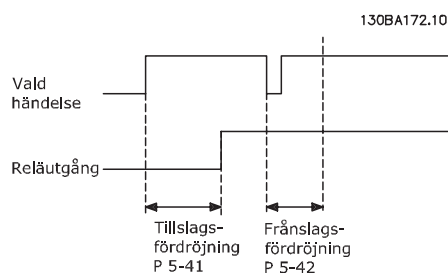 130BA172.10
Vald
händelse
Reläutgång
Tillslags-
fördröjning
P 5-41
Frånslags-
fördröjning
P 5-42